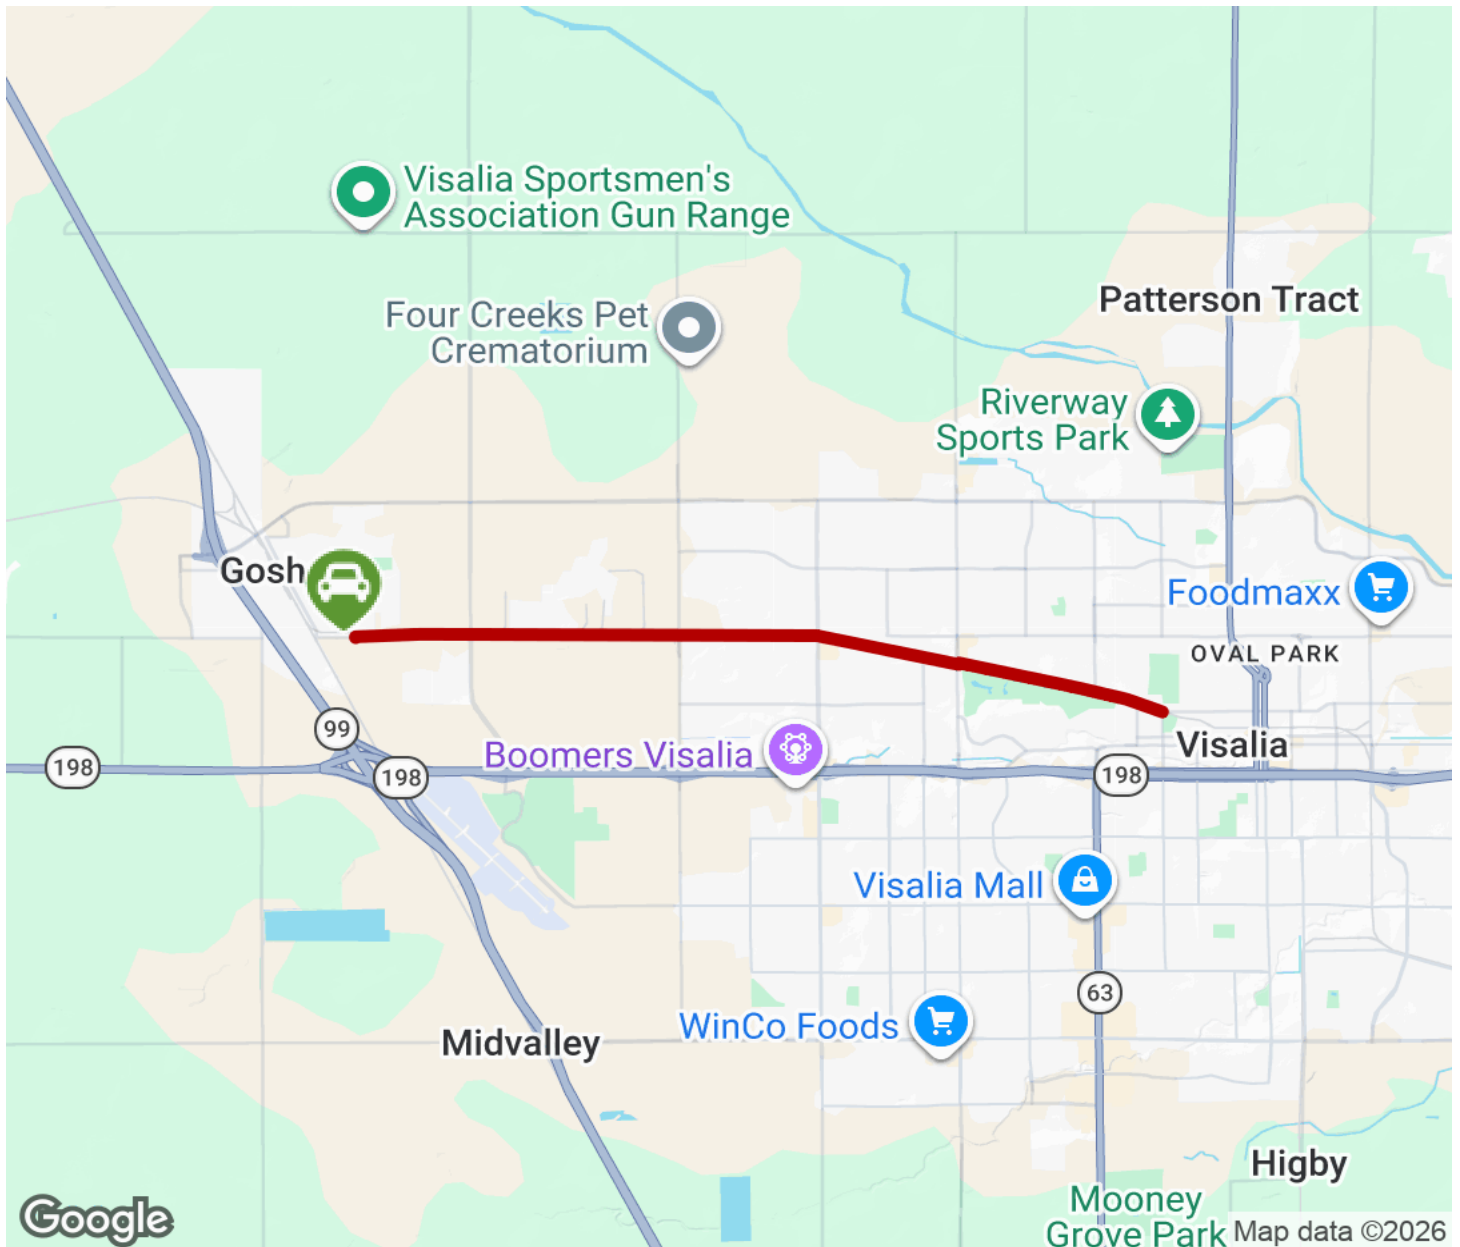 Visalia Sportsmen's
Association Gun Range
Patterson Tract
Four Creeks Pet
Crematorium
Riverway
Sports Park
Gosh
Foodmaxx
OVAL PARK
99
Visalia
Boomers Visalia
198
198
198
Visalia Mall
63
WinCo Foods
Midvalley
Higby
Mooney
Grove Park
Google
Map data ©2026